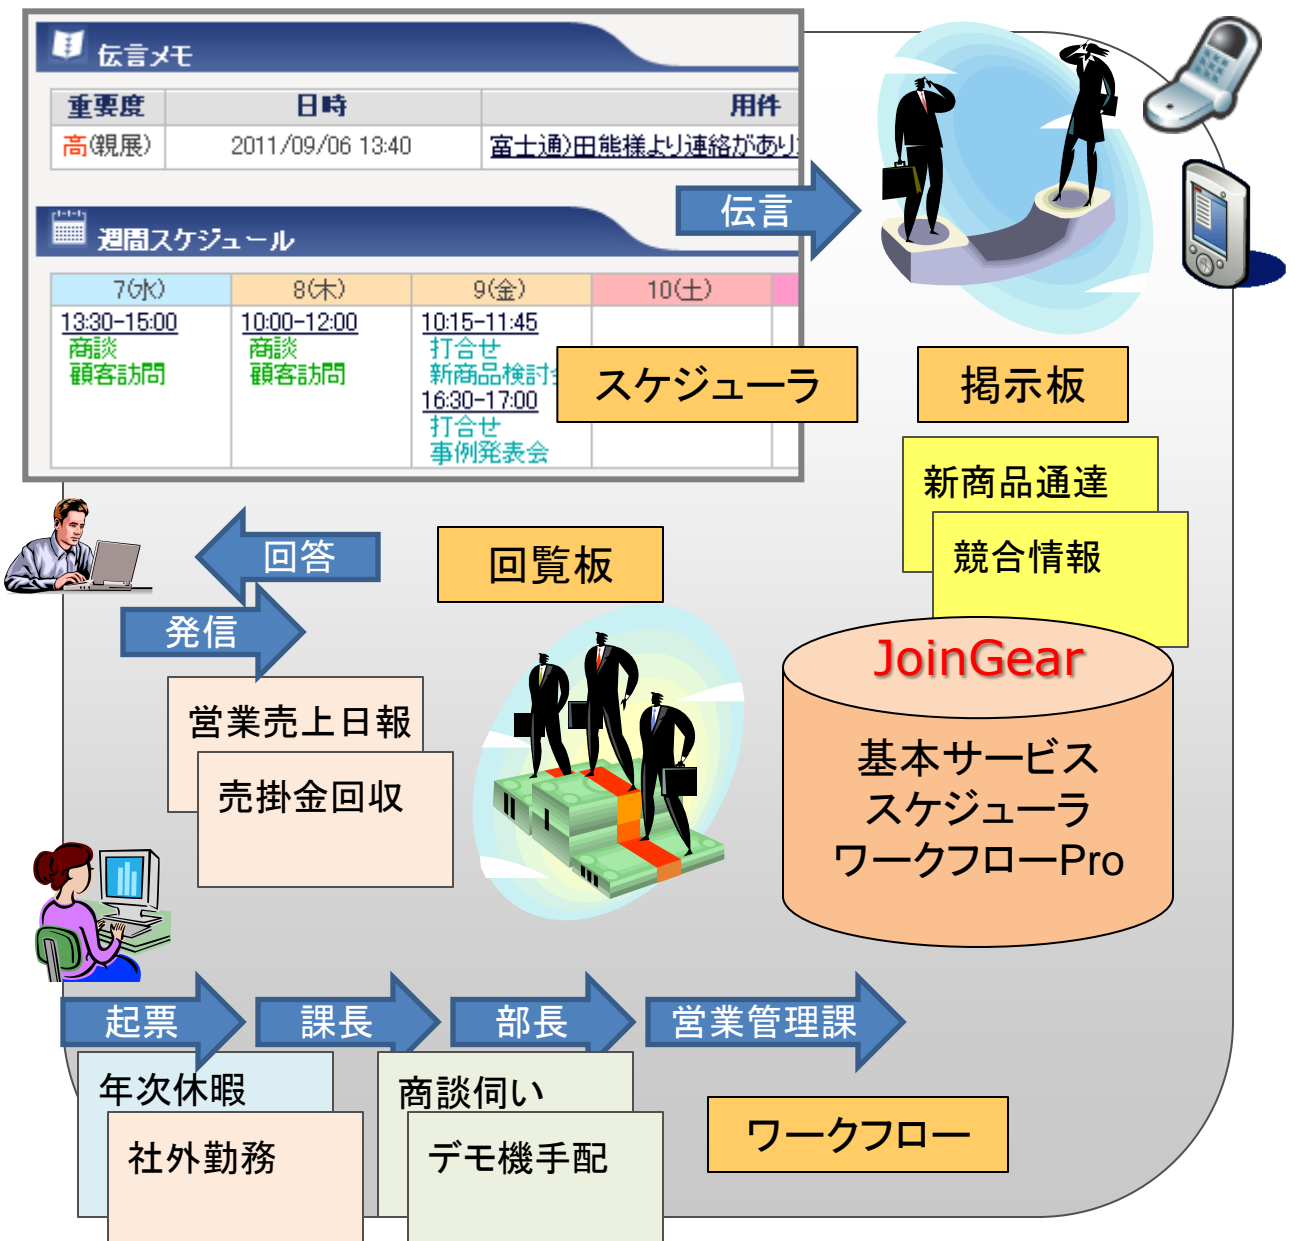 伝言メモ
重要度 日時 用件
高(親展) 2011/09/06 13:40 富士通)田熊様より連絡があり
伝言
週間スケジュール
7(水) 8(木) 9(金) 10(土)
13:30-15:00 10:00-12:00 10:15-11:45
商談 商談 打合せ
顧客訪問 顧客訪問 新商品検討
16:30-17:00
打合せ
事例発表会
スケジューラ
掲示板
新商品通達
競合情報
回答
発信
回覧板
営業売上日報
売掛金回収
JoinGear
基本サービス
スケジューラ
ワークフローPro
起票 課長 部長 営業管理課
年次休暇
社外勤務
商談伺い
デモ機手配
ワークフロー